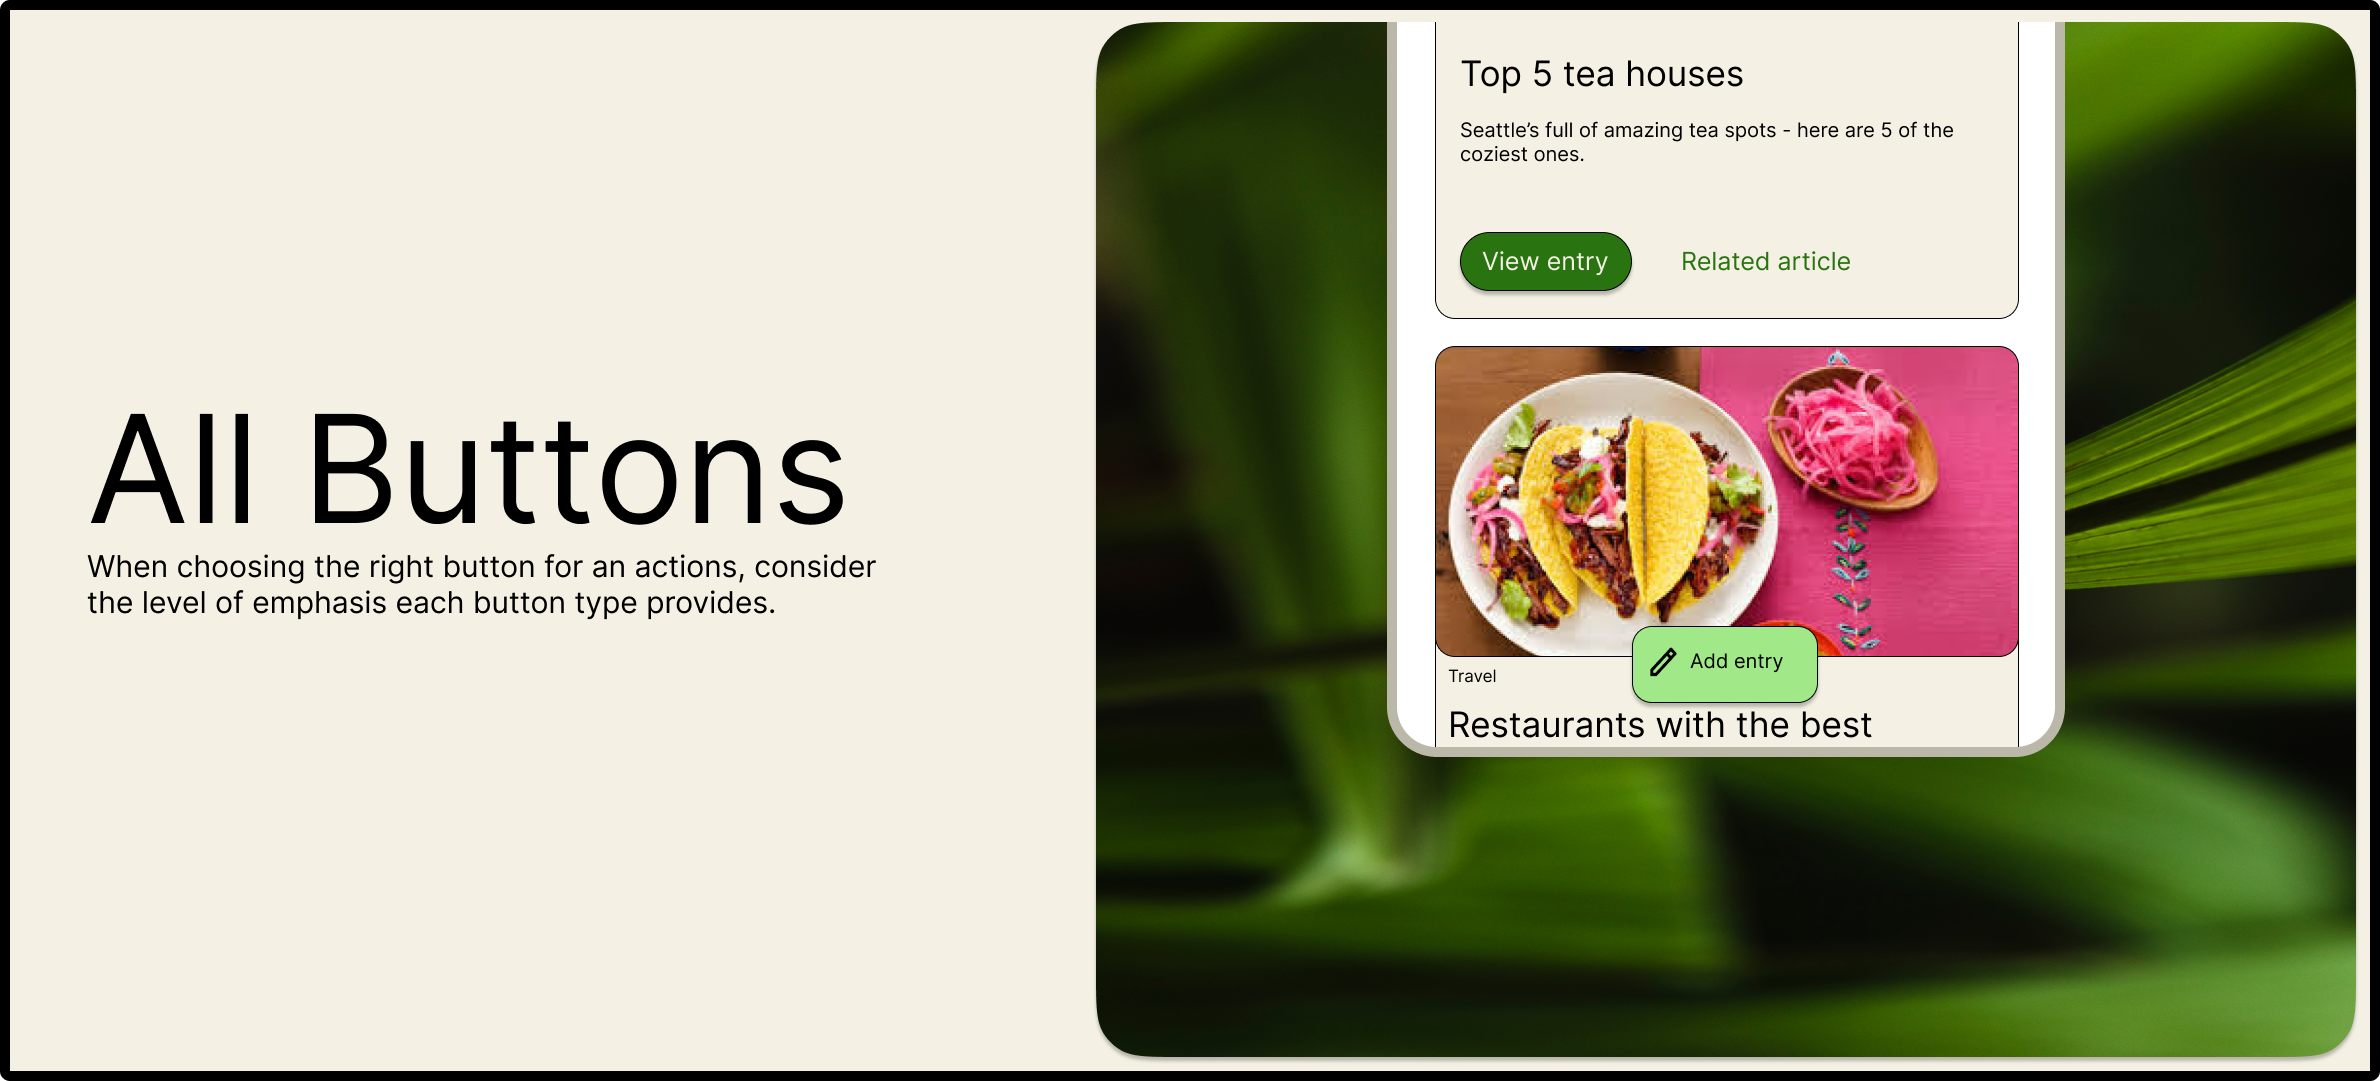 All Buttons
When choosing the right button for an actions, consider
the level of emphasis each button type provides.
Top 5 tea houses
Seattle’s full of amazing tea spots - here are 5 of the
coziest ones.
View entry
Related article
Add entry
Travel
Restaurants with the best